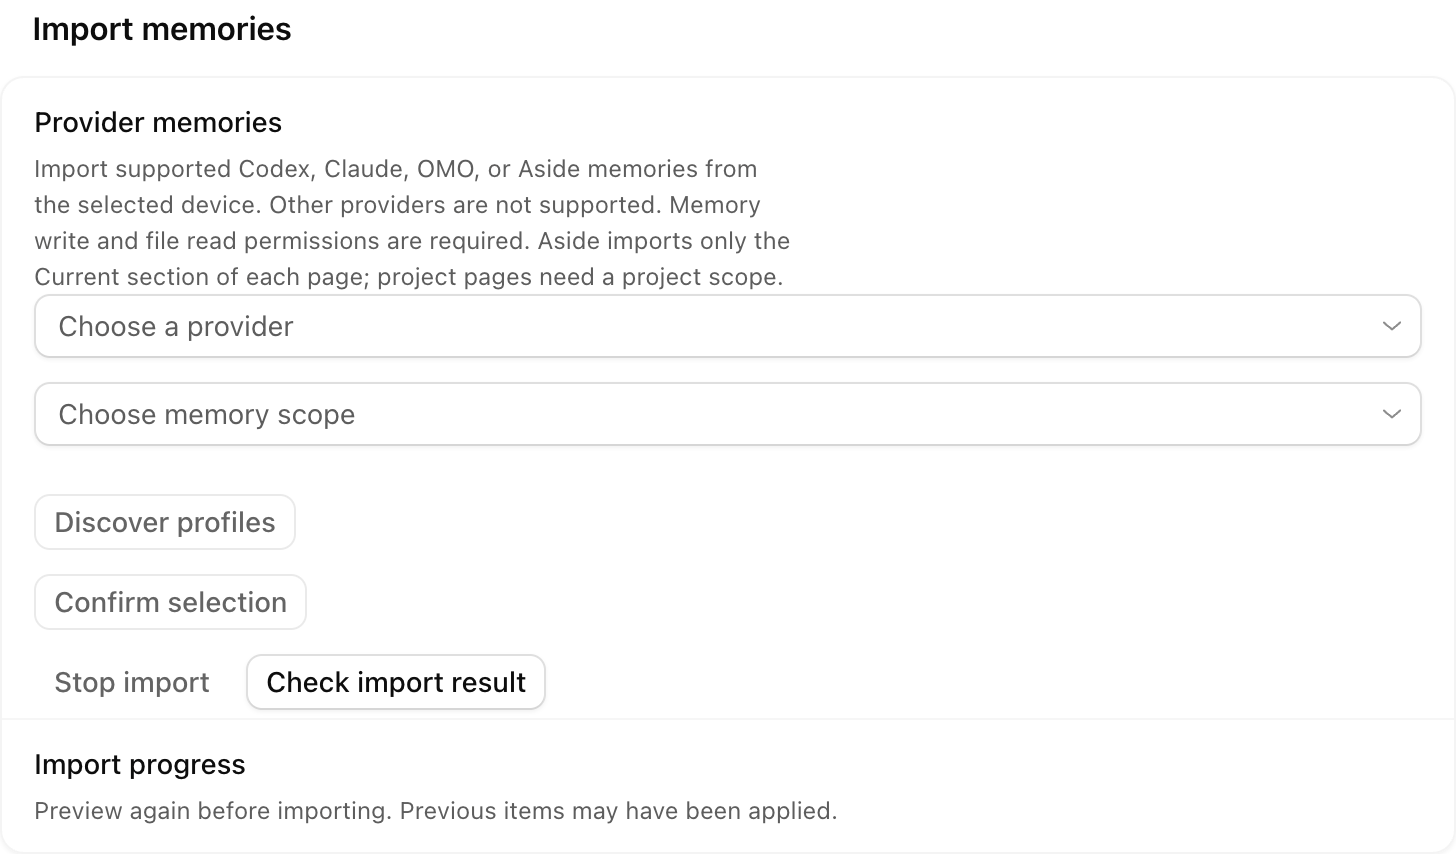 Import memories
Provider memories
Import supported Codex, Claude, OMO, or Aside memories from
the selected device. Other providers are not supported. Memory
write and file read permissions are required. Aside imports only the
Current section of each page; project pages need a project scope.
Choose a provider
Choose memory scope
Discover profiles
Confirm selection
Stop import
Check import result
Import progress
Preview again before importing. Previous items may have been applied.